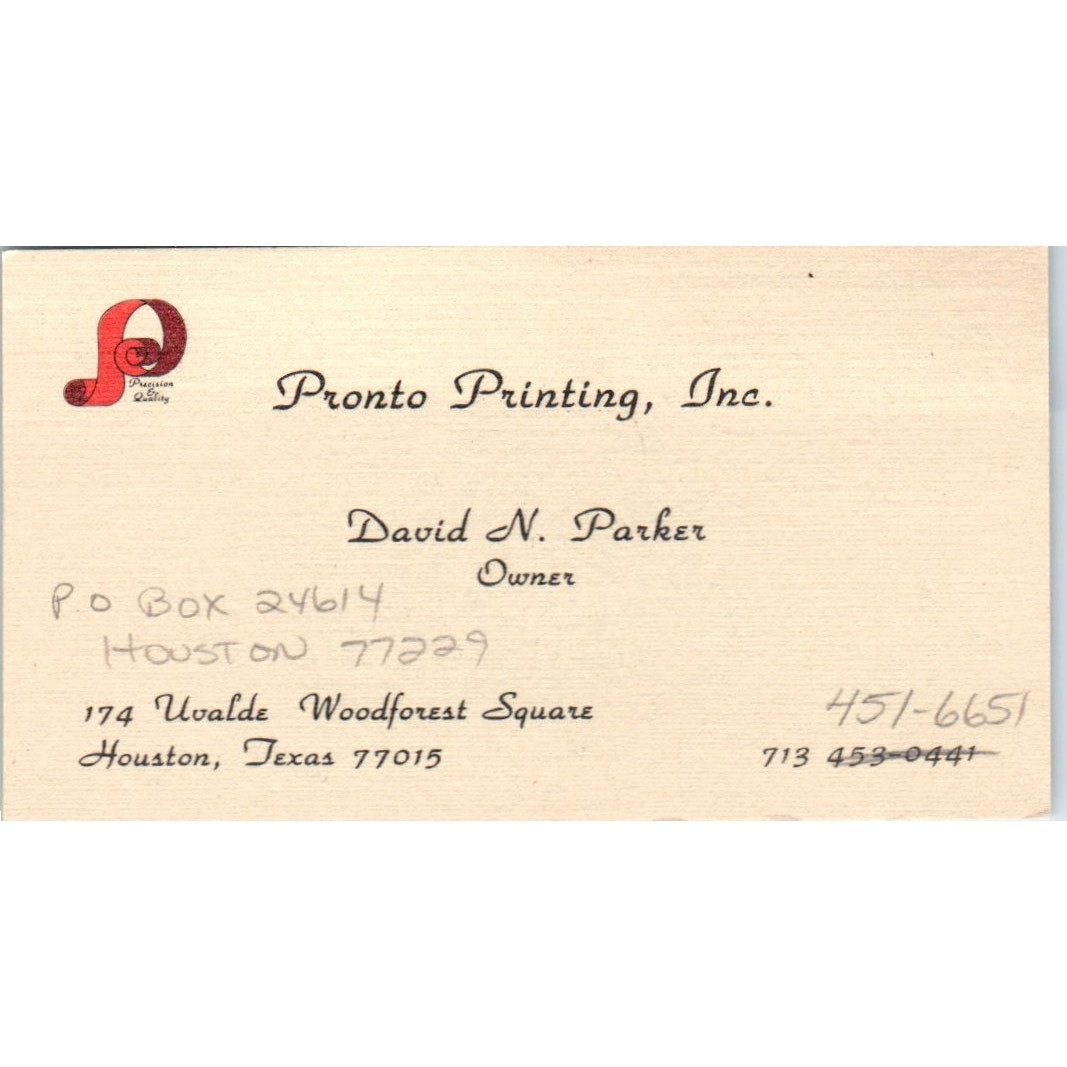 Precision
&
Quality
Pronto Printing, Inc.
David N. Parker
Owner
P.O BOX 24614
HOUSTON 77229
174 Uvalde Woodforest Square
Houston, Texas 77015
451-6651
713 453-0441